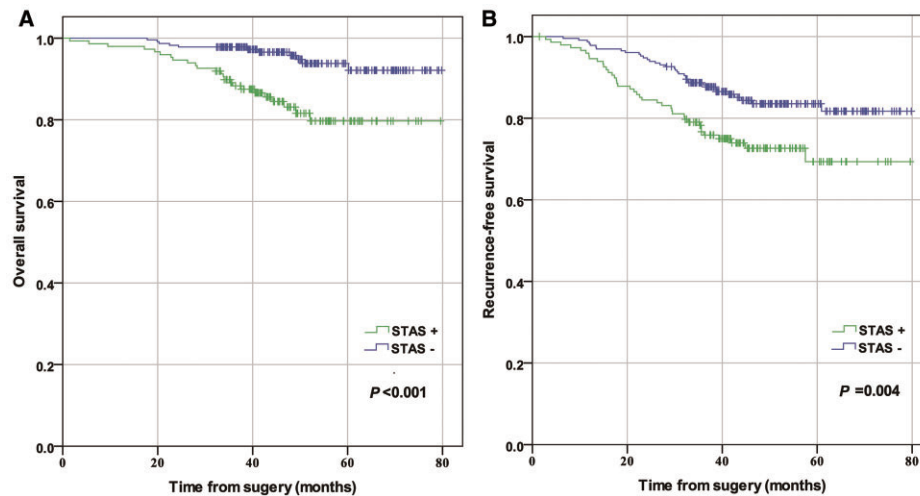 A
1.0
0.8
0.6
0.4
0.2
0.0
Overall survival
0
20
40
60
80
Time from sugery (months)
STAS +
STAS -
P<0.001
B
1.0
0.8
0.6
0.4
0.2
0.0
Recurrence-free survival
0
20
40
60
80
Time from sugery (months)
STAS +
STAS -
P =0.004